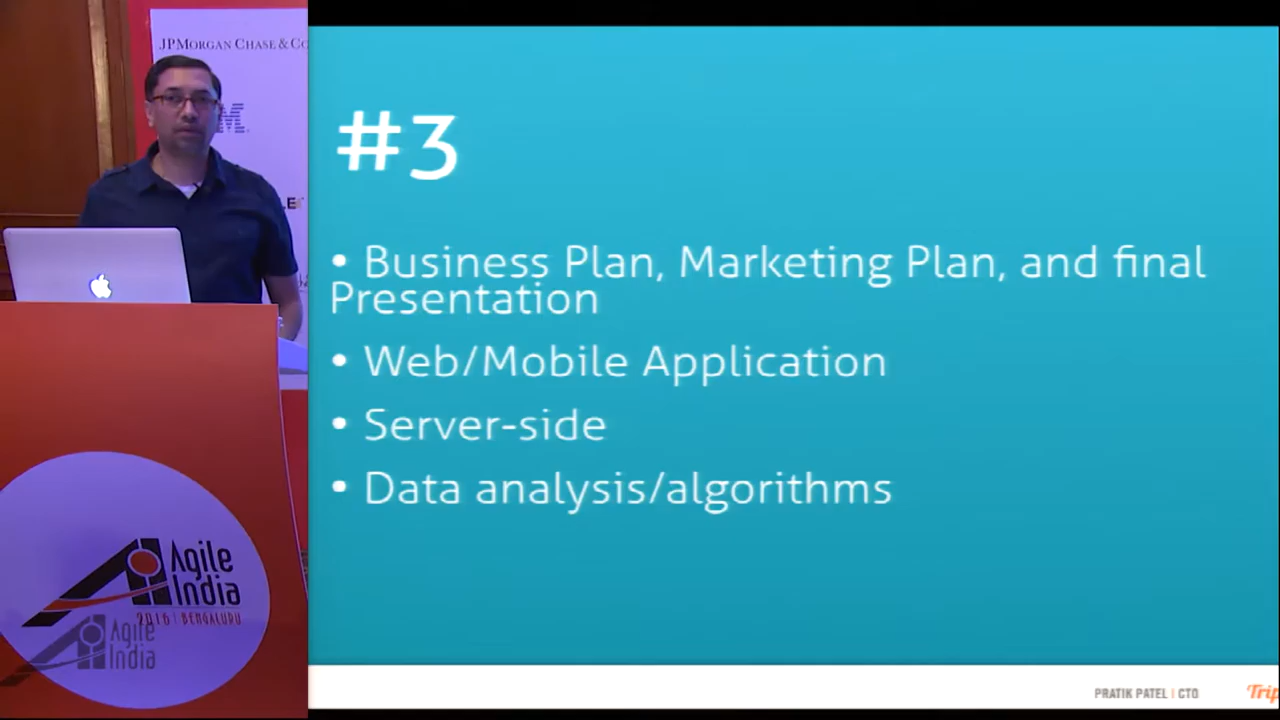 JPMORGAN CHASE & CO
#3
• Business Plan, Marketing Plan, and final
Presentation
• Web/Mobile Application
• Server-side
• Data analysis/algorithms
Agile
India
2016 | BENGALURU
Agile
India
PRATIK PATEL | CTO